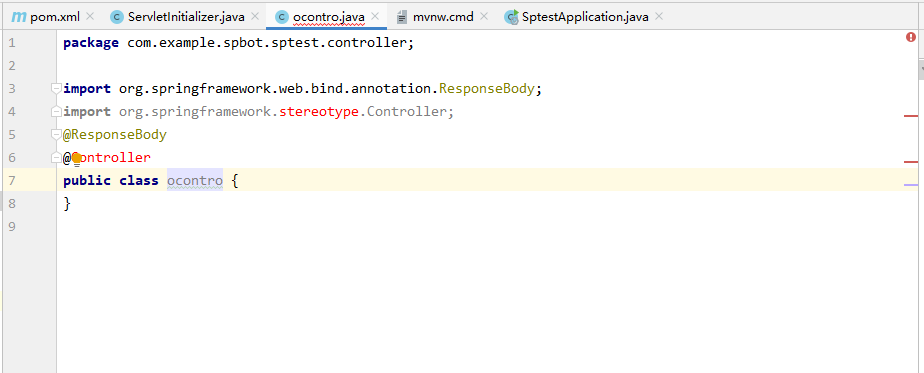 pom.xml ServletInitializer.java ocontro.java mvnw.cmd SptestApplication.java
1 package com.example.spbot.sptest.controller;
2
3 import org.springframework.web.bind.annotation.ResponseBody;
4 import org.springframework.stereotype.Controller;
5 @ResponseBody
6 @Controller
7 public class ocontro {
8 }
9